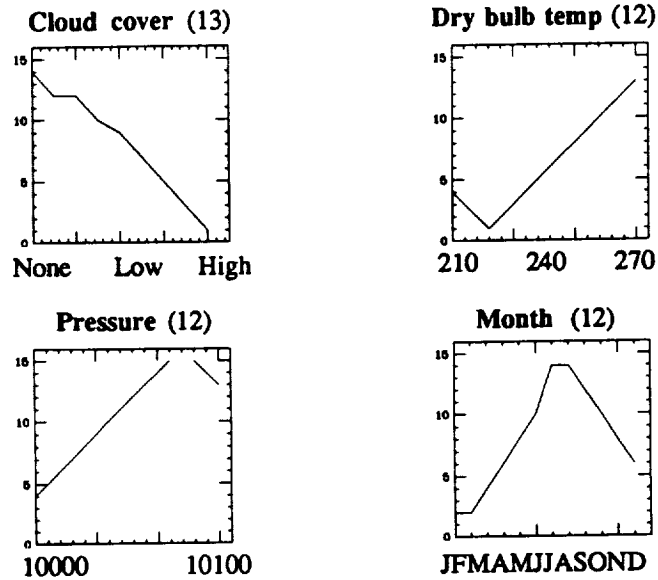 Cloud cover (13)
15
10
5
0
None Low High
Dry bulb temp (12)
15
10
5
0
210 240 270
Pressure (12)
15
10
5
0
10000 10100
Month (12)
15
10
5
0
JFMAMJJASOND